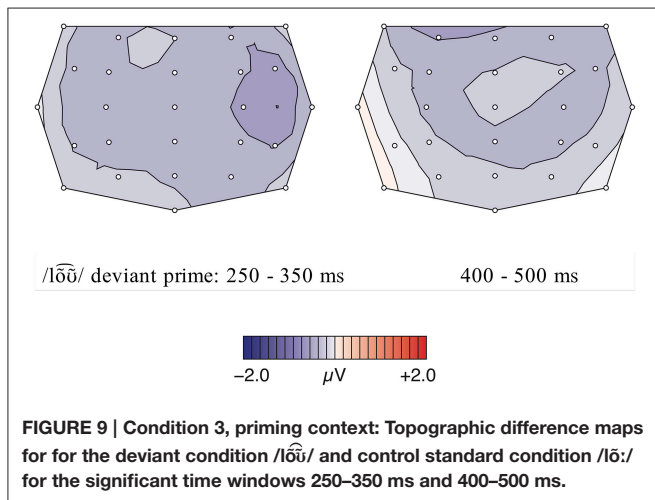 /lõ͡ʊ̃/ deviant prime: 250 - 350 ms 400 - 500 ms
−2.0 µV +2.0
FIGURE 9 | Condition 3, priming context: Topographic difference maps
for for the deviant condition /lõ͡ʊ̃/ and control standard condition /lõ:/
for the significant time windows 250–350 ms and 400–500 ms.